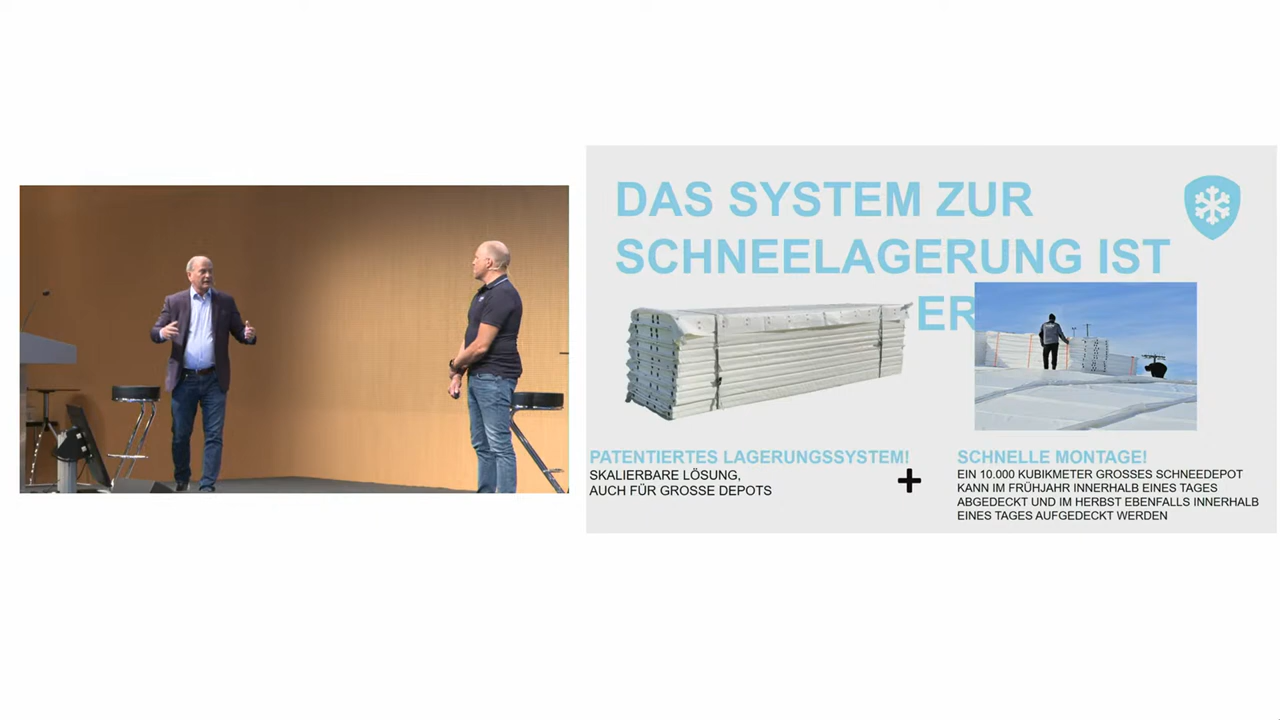 DAS SYSTEM ZUR
SCHNEELAGERUNG IST
PATENTIERTES LAGERUNGSSYSTEM!
SKALIERBARE LÖSUNG,
AUCH FÜR GROSSE DEPOTS
+
SCHNELLE MONTAGE!
EIN 10.000 KUBIKMETER GROSSES SCHNEEDEPOT
KANN IM FRÜHJAHR INNERHALB EINES TAGES
ABGEDECKT UND IM HERBST EBENFALLS INNERHALB
EINES TAGES AUFGEDECKT WERDEN